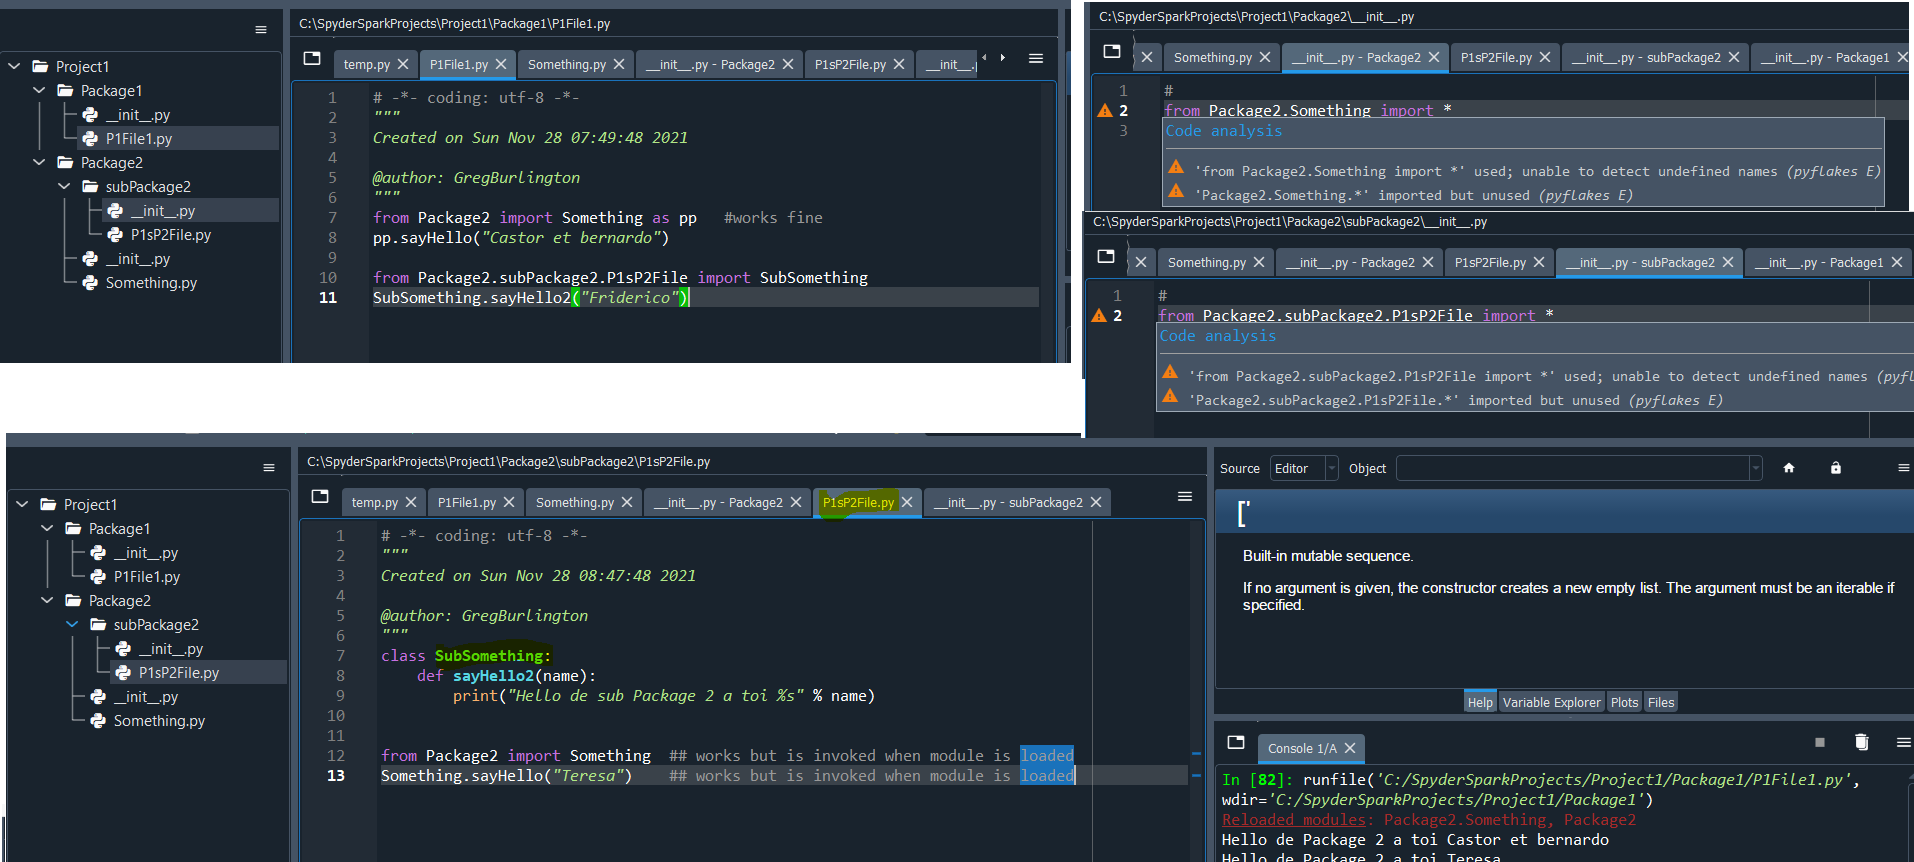 C:\SpyderSparkProjects\Project1\Package1\P1File1.py
Project1
Package1
__init__.py
P1File1.py
Package2
subPackage2
__init__.py
P1sP2File.py
__init__.py
Something.py
temp.py
P1File1.py
Something.py
__init__.py - Package2
P1sP2File.py
__init__.
1 # -*- coding: utf-8 -*-
2 """
3 Created on Sun Nov 28 07:49:48 2021
4
5 @author: GregBurlington
6 """
7 from Package2 import Something as pp   #works fine
8 pp.sayHello("Castor et bernardo")
9
10 from Package2.subPackage2.P1sP2File import SubSomething
11 SubSomething.sayHello2("Friderico")
C:\SpyderSparkProjects\Project1\Package2\__init__.py
Something.py
__init__.py - Package2
P1sP2File.py
__init__.py - subPackage2
__init__.py - Package1
1 #
2 from Package2.Something import *
3
Code analysis
'from Package2.Something import *' used; unable to detect undefined names (pyflakes E)
'Package2.Something.*' imported but unused (pyflakes E)
C:\SpyderSparkProjects\Project1\Package2\subPackage2\__init__.py
Something.py
__init__.py - Package2
P1sP2File.py
__init__.py - subPackage2
__init__.py - Package1
1 #
2 from Package2.subPackage2.P1sP2File import *
Code analysis
'from Package2.subPackage2.P1sP2File import *' used; unable to detect undefined names (pyfl
'Package2.subPackage2.P1sP2File.*' imported but unused (pyflakes E)
C:\SpyderSparkProjects\Project1\Package2\subPackage2\P1sP2File.py
Project1
Package1
__init__.py
P1File1.py
Package2
subPackage2
__init__.py
P1sP2File.py
__init__.py
Something.py
temp.py
P1File1.py
Something.py
__init__.py - Package2
P1sP2File.py
__init__.py - subPackage2
1 # -*- coding: utf-8 -*-
2 """
3 Created on Sun Nov 28 08:47:48 2021
4
5 @author: GregBurlington
6 """
7 class SubSomething:
8     def sayHello2(name):
9         print("Hello de sub Package 2 a toi %s" % name)
10
11
12 from Package2 import Something  ## works but is invoked when module is loaded
13 Something.sayHello("Teresa")    ## works but is invoked when module is loaded
Source Editor Object
['
Built-in mutable sequence.
If no argument is given, the constructor creates a new empty list. The argument must be an iterable if
specified.
Help
Variable Explorer
Plots
Files
Console 1/A
In [82]: runfile('C:/SpyderSparkProjects/Project1/Package1/P1File1.py',
wdir='C:/SpyderSparkProjects/Project1/Package1')
Reloaded modules: Package2.Something, Package2
Hello de Package 2 a toi Castor et bernardo
Hello de Package 2 a toi Teresa